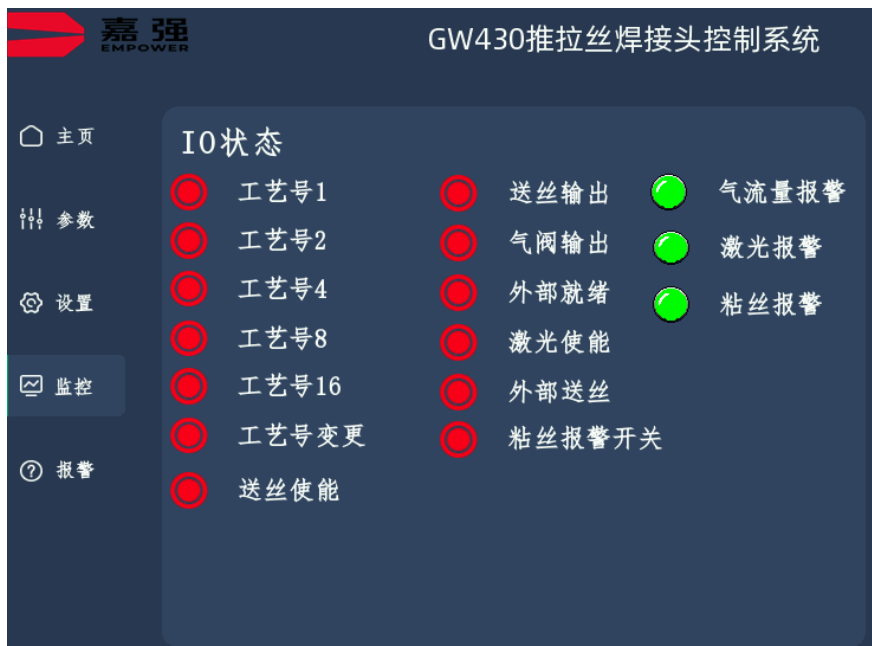 嘉强
EMPOWER
GW430推拉丝焊接头控制系统
主页
参数
设置
监控
报警
IO状态
工艺号1
工艺号2
工艺号4
工艺号8
工艺号16
工艺号变更
送丝使能
送丝输出
气阀输出
外部就绪
激光使能
外部送丝
粘丝报警开关
气流量报警
激光报警
粘丝报警